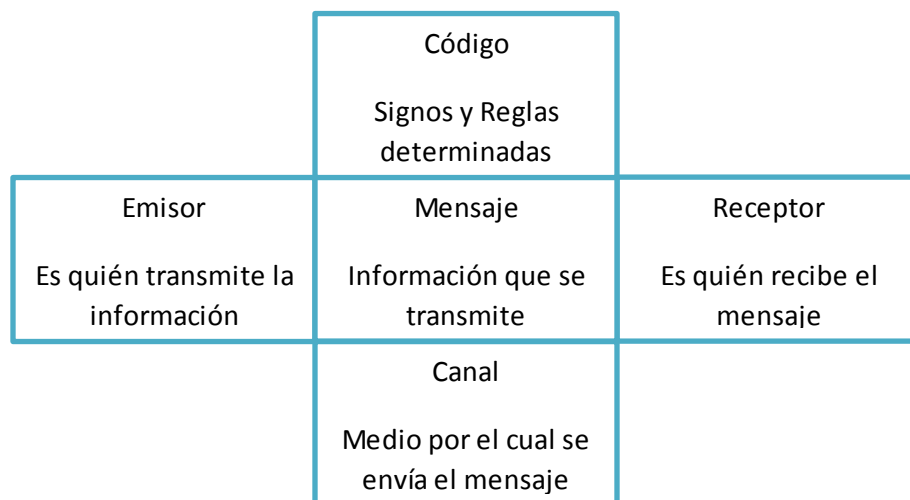 Código
Signos y Reglas
determinadas
Emisor
Es quién transmite la
información
Mensaje
Información que se
transmite
Receptor
Es quién recibe el
mensaje
Canal
Medio por el cual se
envía el mensaje